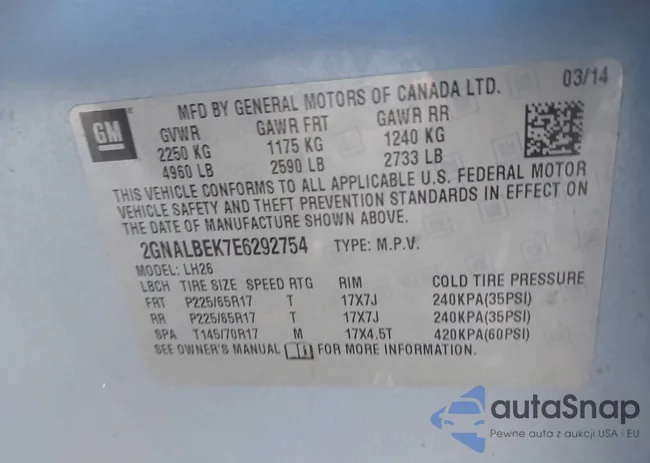 03/14
GM
MFD BY GENERAL MOTORS OF CANADA LTD.
GVWR GAWR FRT GAWR RR
2250 KG 1175 KG 1240 KG
4960 LB 2590 LB 2733 LB
THIS VEHICLE CONFORMS TO ALL APPLICABLE U.S. FEDERAL MOTOR
VEHICLE SAFETY AND THEFT PREVENTION STANDARDS IN EFFECT ON
THE DATE OF MANUFACTURE SHOWN ABOVE.
2GNALBEK7E6292754 TYPE: M.P.V.
MODEL: LH26
LBCH TIRE SIZE SPEED RTG RIM COLD TIRE PRESSURE
FRT P225/65R17 T 17X7J 240KPA(35PSI)
RR P225/65R17 T 17X7J 240KPA(35PSI)
SPA T145/70R17 M 17X4.5T 420KPA(60PSI)
SEE OWNER'S MANUAL FOR MORE INFORMATION.
autaSnap
Pewne auta z aukcji USA i EU